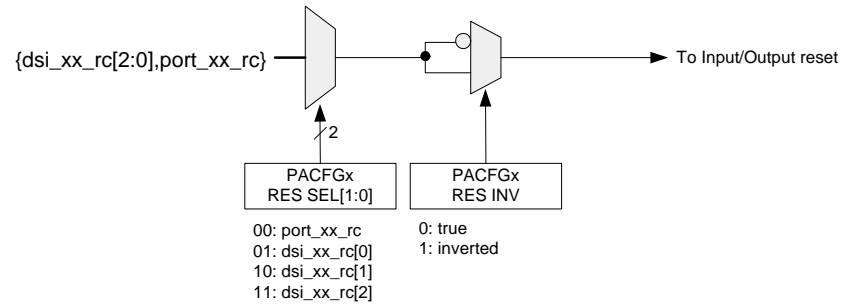 {dsi_xx_rc[2:0],port_xx_rc}
To Input/Output reset
2
PACFGx
RES SEL[1:0]
PACFGx
RES INV
00: port_xx_rc
01: dsi_xx_rc[0]
10: dsi_xx_rc[1]
11: dsi_xx_rc[2]
0: true
1: inverted